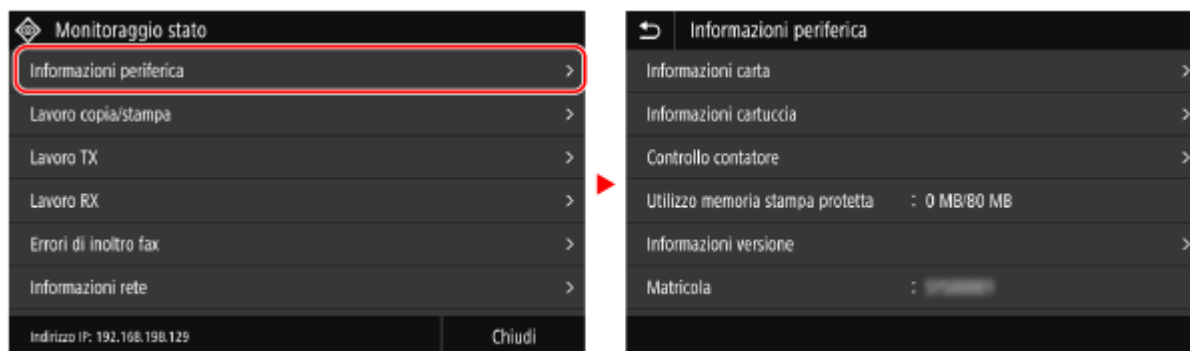 Monitoraggio stato
Informazioni periferica
Lavoro copia/stampa
Lavoro TX
Lavoro RX
Errori di inoltro fax
Informazioni rete
Indirizzo IP: 192.168.198.129
Chiudi
Informazioni periferica
Informazioni carta
Informazioni cartuccia
Controllo contatore
Utilizzo memoria stampa protetta : 0 MB/80 MB
Informazioni versione
Matricola :